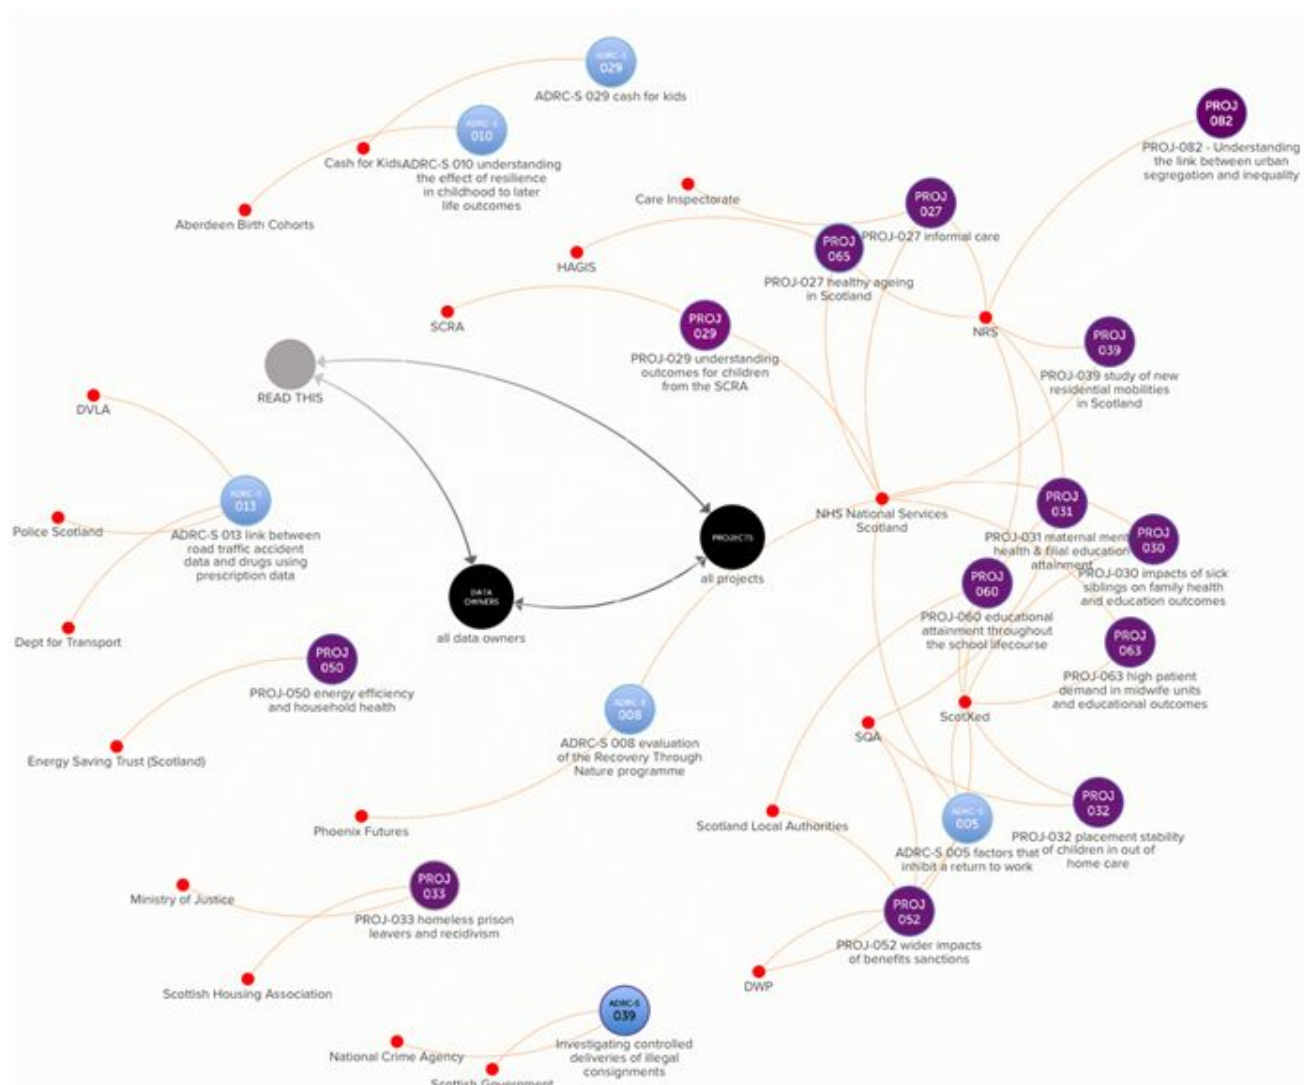 ADRC-S
029
ADRC-S 029 cash for kids
ADRC-S
010
Cash for Kids
ADRC-S 010 understanding
the effect of resilience
in childhood to later
life outcomes
Aberdeen Birth Cohorts
PROJ
082
PROJ-082 - Understanding
the link between urban
segregation and inequality
Care Inspectorate
PROJ
027
PROJ-027 informal care
HAGIS
PROJ
065
PROJ-027 healthy ageing
in Scotland
SCRA
PROJ
029
PROJ-029 understanding
outcomes for children
from the SCRA
NRS
PROJ
039
PROJ-039 study of new
residential mobilities
in Scotland
READ THIS
DVLA
ADRC-S
013
ADRC-S 013 link between
road traffic accident
data and drugs using
prescription data
Police Scotland
Dept for Transport
PROJECTS
all projects
DATA
OWNERS
all data owners
NHS National Services
Scotland
PROJ
031
PROJ-031 maternal ment
health & filial education
attainment
PROJ
030
PROJ-030 impacts of sick
siblings on family health
and education outcomes
PROJ
060
PROJ-060 educational
attainment throughout
the school lifecourse
PROJ
063
PROJ-063 high patient
demand in midwife units
and educational outcomes
PROJ
050
PROJ-050 energy efficiency
and household health
Energy Saving Trust (Scotland)
ADRC-S
008
ADRC-S 008 evaluation
of the Recovery Through
Nature programme
ScotXed
SQA
Phoenix Futures
Scotland Local Authorities
ADRC-S
005
ADRC-S 005 factors that
inhibit a return to work
PROJ
032
PROJ-032 placement stability
of children in out of
home care
Ministry of Justice
PROJ
033
PROJ-033 homeless prison
leavers and recidivism
PROJ
052
PROJ-052 wider impacts
of benefits sanctions
Scottish Housing Association
DWP
ADRC-S
039
Investigating controlled
deliveries of illegal
consignments
National Crime Agency
Scottish Government